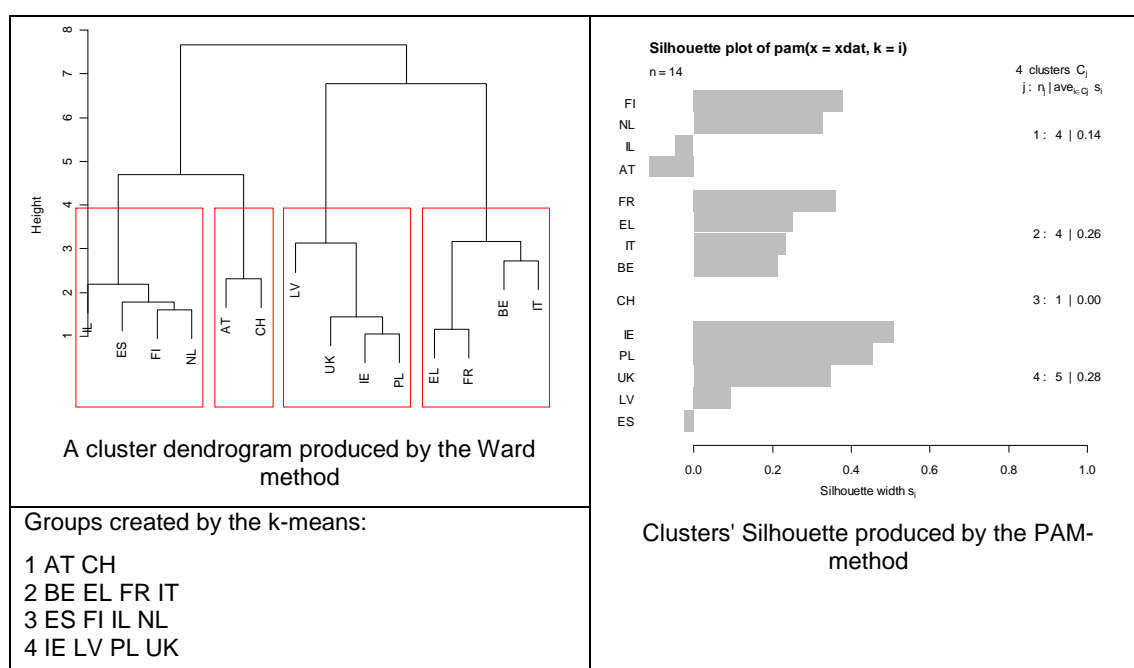 8
7
6
5
4
3
2
1
Height
IL
ES
FI
NL
AT
CH
LV
UK
IE
PL
EL
FR
BE
IT
A cluster dendrogram produced by the Ward
method
Groups created by the k-means:
1 AT CH
2 BE EL FR IT
3 ES FI IL NL
4 IE LV PL UK
Silhouette plot of pam(x = xdat, k = i)
n = 14
4 clusters Cj
j : nj | avei∈Cj si
FI
NL
IL
AT
1 : 4 | 0.14
FR
EL
IT
BE
2 : 4 | 0.26
CH
3 : 1 | 0.00
IE
PL
UK
LV
ES
4 : 5 | 0.28
0.0 0.2 0.4 0.6 0.8 1.0
Silhouette width si
Clusters' Silhouette produced by the PAM-
method